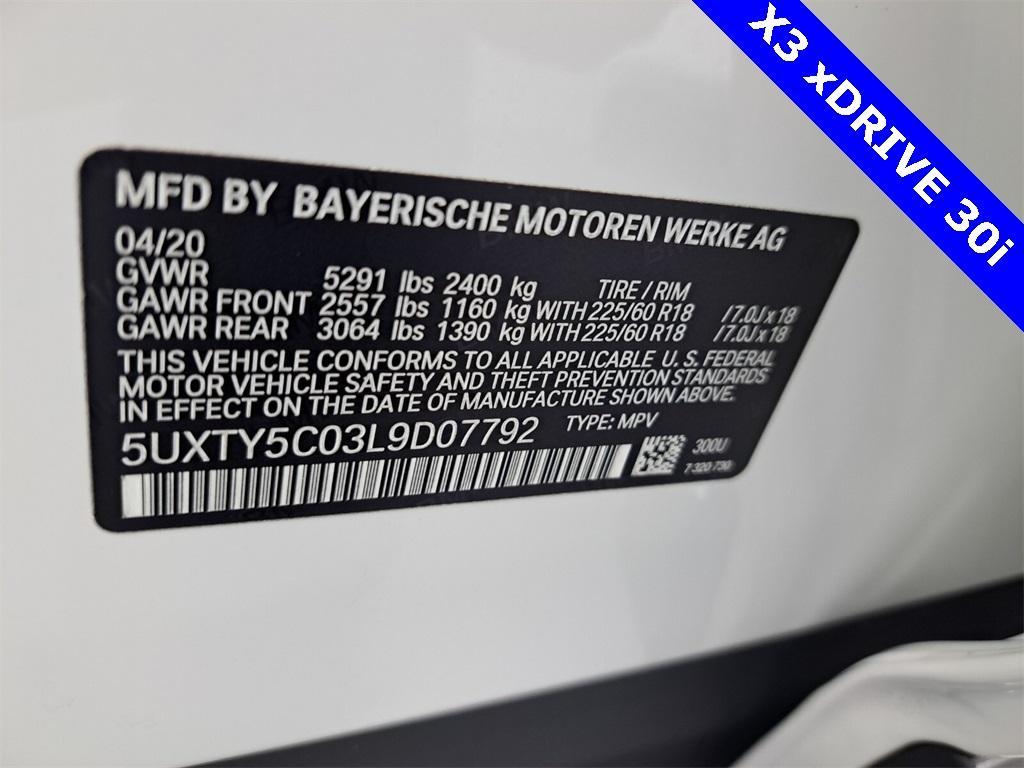 X3 xDRIVE 30i
MFD BY BAYERISCHE MOTOREN WERKE AG
04/20
GVWR 5291 lbs 2400 kg TIRE / RIM
GAWR FRONT 2557 lbs 1160 kg WITH 225/60 R18 /7.0J x 18
GAWR REAR 3064 lbs 1390 kg WITH 225/60 R18 /7.0J x 18
THIS VEHICLE CONFORMS TO ALL APPLICABLE U. S. FEDERAL
MOTOR VEHICLE SAFETY AND THEFT PREVENTION STANDARDS
IN EFFECT ON THE DATE OF MANUFACTURE SHOWN ABOVE.
5UXTY5C03L9D07792 TYPE: MPV
300U
7 320 730